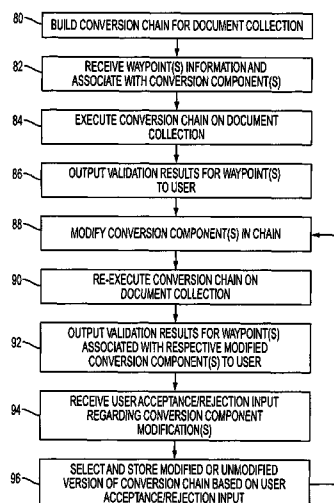 80
BUILD CONVERSION CHAIN FOR DOCUMENT COLLECTION
82
RECEIVE WAYPOINT(S) INFORMATION AND
ASSOCIATE WITH CONVERSION COMPONENT(S)
84
EXECUTE CONVERSION CHAIN ON DOCUMENT
COLLECTION
86
OUTPUT VALIDATION RESULTS FOR WAYPOINT(S)
TO USER
88
MODIFY CONVERSION COMPONENT(S) IN CHAIN
90
RE-EXECUTE CONVERSION CHAIN ON
DOCUMENT COLLECTION
92
OUTPUT VALIDATION RESULTS FOR WAYPOINT(S)
ASSOCIATED WITH RESPECTIVE MODIFIED
CONVERSION COMPONENT(S) TO USER
94
RECEIVE USER ACCEPTANCE/REJECTION INPUT
REGARDING CONVERSION COMPONENT
MODIFICATION(S)
96
SELECT AND STORE MODIFIED OR UNMODIFIED
VERSION OF CONVERSION CHAIN BASED ON USER
ACCEPTANCE/REJECTION INPUT